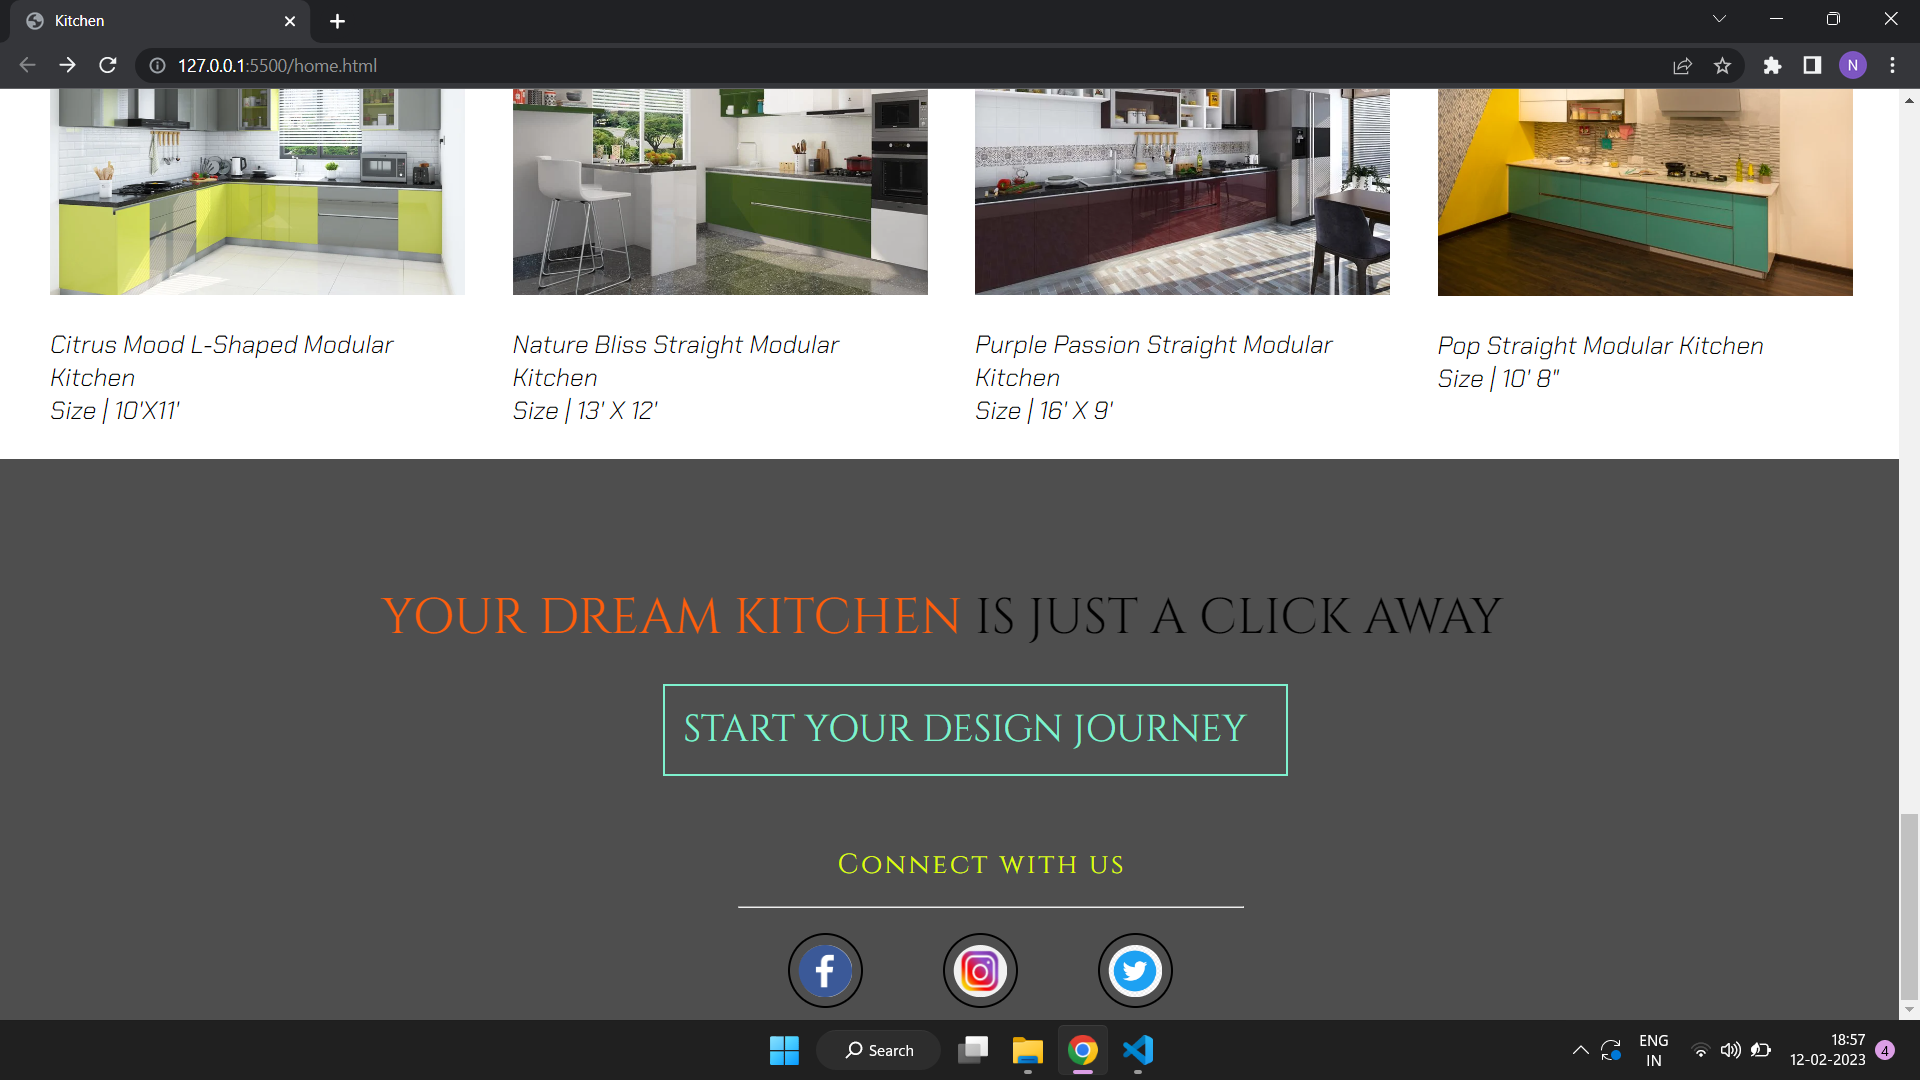 Kitchen
127.0.0.1:5500/home.html
N
Citrus Mood L-Shaped Modular
Kitchen
Size | 10'X11'
Nature Bliss Straight Modular
Kitchen
Size | 13' X 12'
Purple Passion Straight Modular
Kitchen
Size | 16' X 9'
Pop Straight Modular Kitchen
Size | 10' 8"
YOUR DREAM KITCHEN IS JUST A CLICK AWAY
START YOUR DESIGN JOURNEY
Connect with us
Search
ENG
IN
18:57
12-02-2023
4